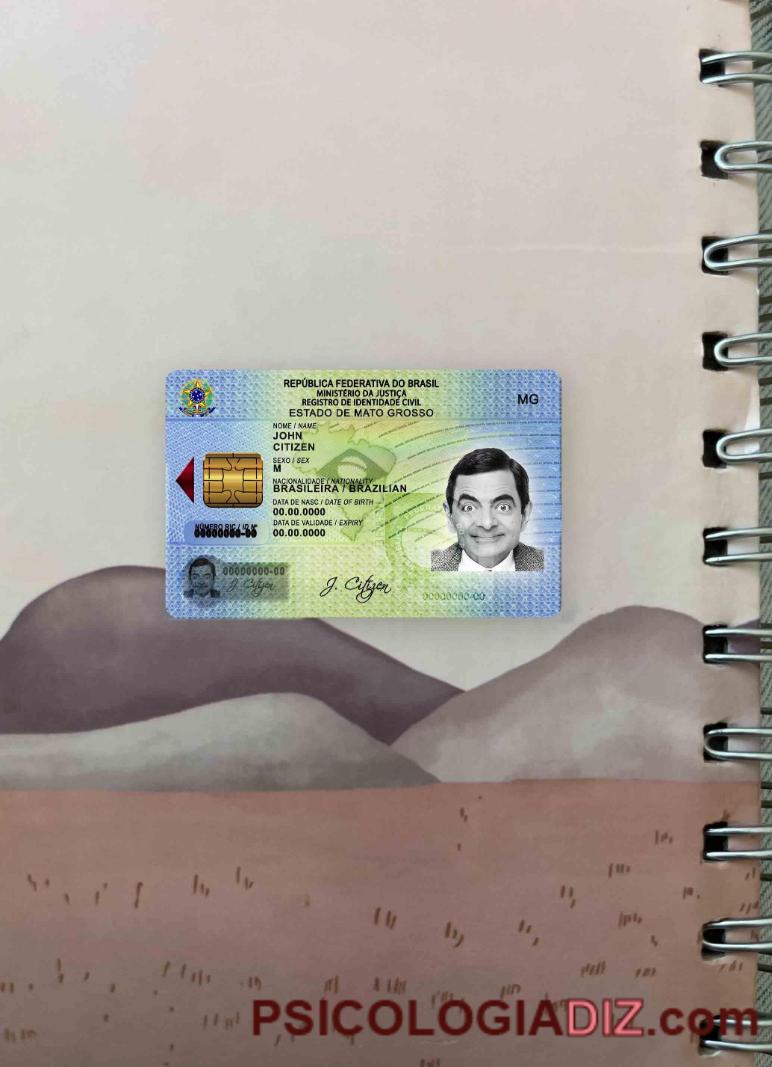 REPÚBLICA FEDERATIVA DO BRASIL
MINISTÉRIO DA JUSTIÇA
REGISTRO DE IDENTIDADE CIVIL
ESTADO DE MATO GROSSO
MG
NOME / NAME
JOHN
CITIZEN
SEXO / SEX
M
NACIONALIDADE / NATIONALITY
BRASILEIRA / BRAZILIAN
DATA DE NASC / DATE OF BIRTH
00.00.0000
DATA DE VALIDADE / EXPIRY
00.00.0000
NÚMERO RIC / ID Nº
00000000-00
00000000-00
J. Citizen
J. Citizen
00000000-00
PSICOLOGIADIZ.com